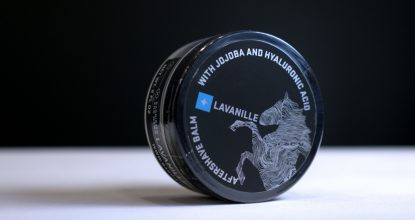 WITH JOJOBA AND HYALURONIC ACID
LAVANILLE
AFTERSHAVE BALM